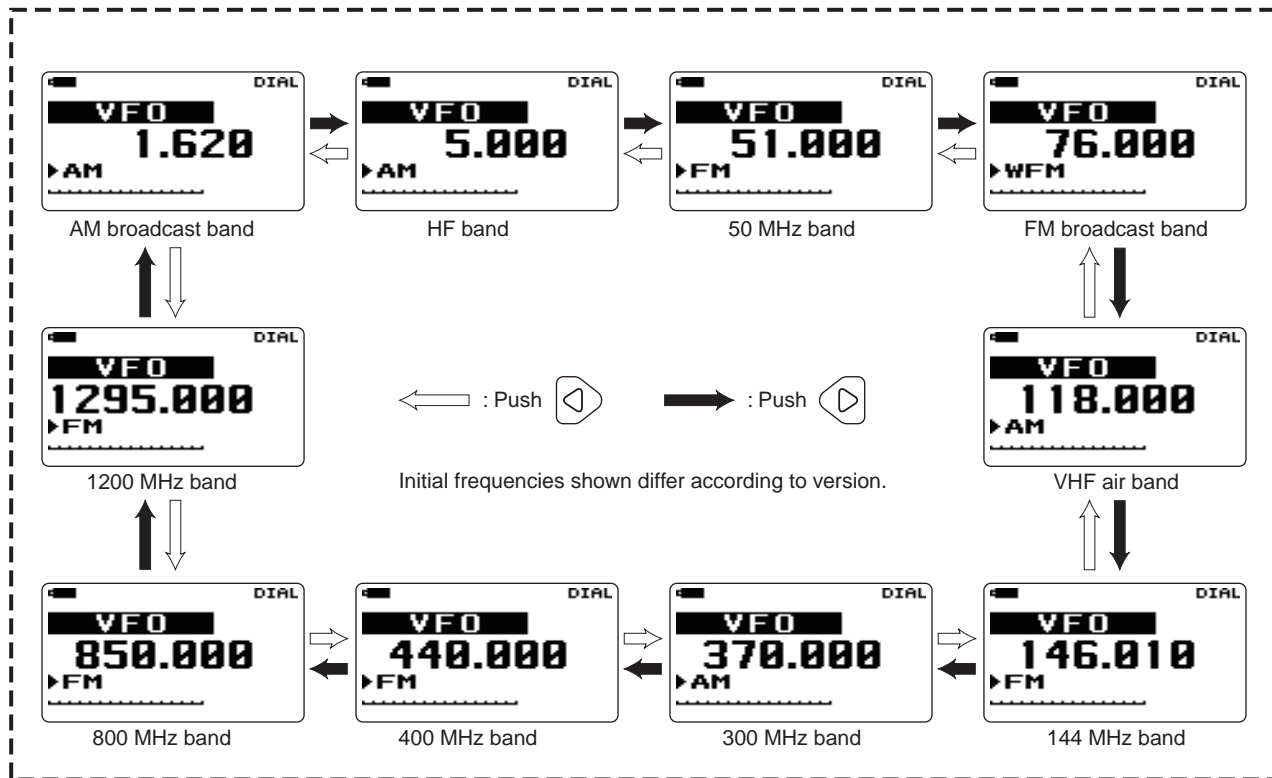 DIAL
VFO
1.620
▶AM
AM broadcast band
DIAL
VFO
5.000
▶AM
HF band
DIAL
VFO
51.000
▶FM
50 MHz band
DIAL
VFO
76.000
▶WFM
FM broadcast band
DIAL
VFO
1295.000
▶FM
1200 MHz band
: Push
: Push
Initial frequencies shown differ according to version.
DIAL
VFO
118.000
▶AM
VHF air band
DIAL
VFO
850.000
▶FM
800 MHz band
DIAL
VFO
440.000
▶FM
400 MHz band
DIAL
VFO
370.000
▶AM
300 MHz band
DIAL
VFO
146.010
▶FM
144 MHz band